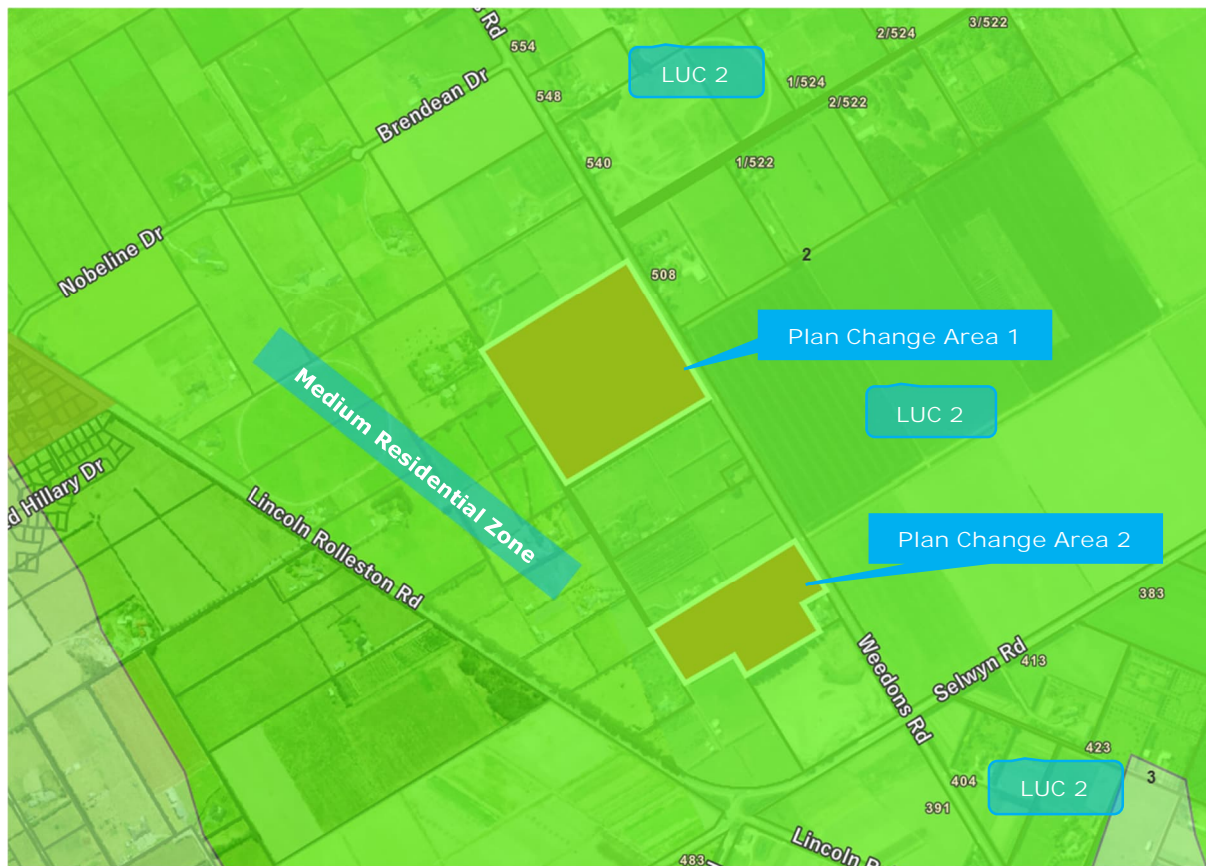 s Rd
554
LUC 2
2/524
3/522
Brendean Dr
548
1/524
2/522
540
1/522
Nobeline Dr
2
508
Plan Change Area 1
Medium Residential Zone
LUC 2
d Hillary Dr
Lincoln Rolleston Rd
Plan Change Area 2
383
Weedons Rd
Selwyn Rd
413
423
404
LUC 2
3
391
Lincoln R
483